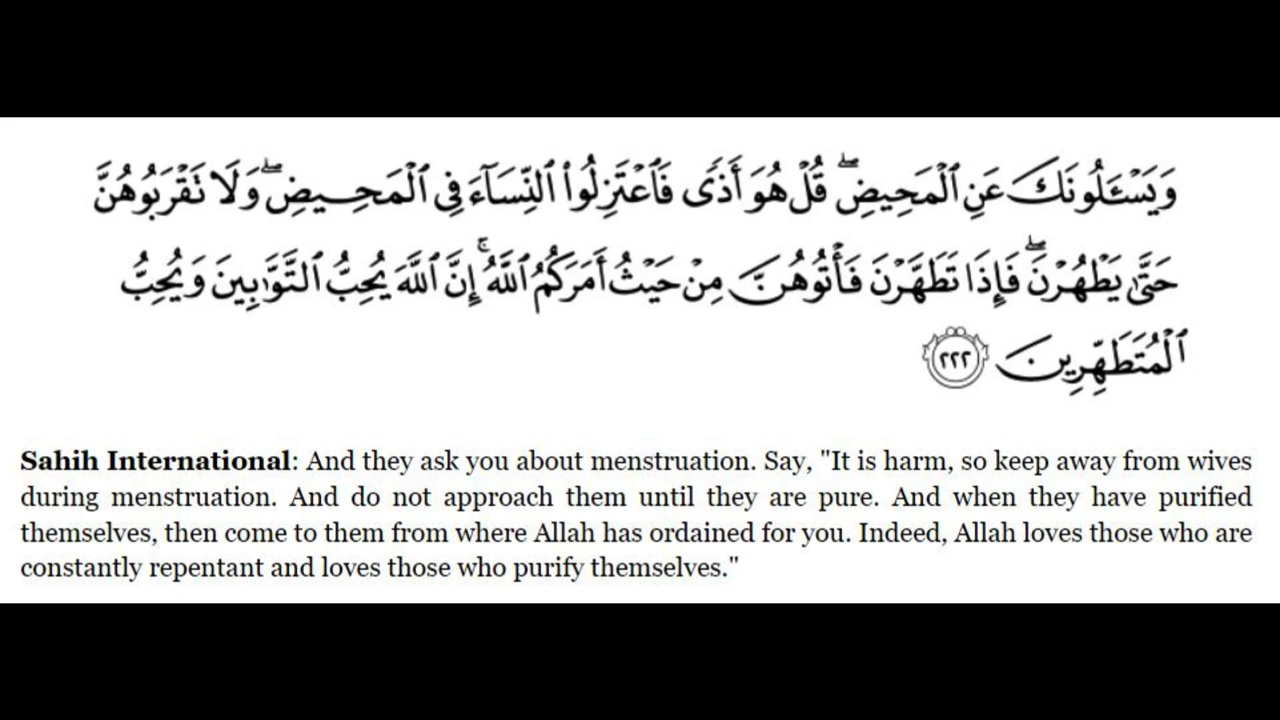 وَيَسْـَٔلُونَكَ عَنِ ٱلْمَحِيضِ ۖ قُلْ هُوَ أَذًى فَٱعْتَزِلُوا۟ ٱلنِّسَآءَ فِى ٱلْمَحِيضِ ۖ وَلَا تَقْرَبُوهُنَّ
حَتَّىٰ يَطْهُرْنَ ۖ فَإِذَا تَطَهَّرْنَ فَأْتُوهُنَّ مِنْ حَيْثُ أَمَرَكُمُ ٱللَّهُ ۚ إِنَّ ٱللَّهَ يُحِبُّ ٱلتَّوَّٰبِينَ وَيُحِبُّ
ٱلْمُتَطَهِّرِينَ ٢٢٢
Sahih International: And they ask you about menstruation. Say, "It is harm, so keep away from wives
during menstruation. And do not approach them until they are pure. And when they have purified
themselves, then come to them from where Allah has ordained for you. Indeed, Allah loves those who are
constantly repentant and loves those who purify themselves."